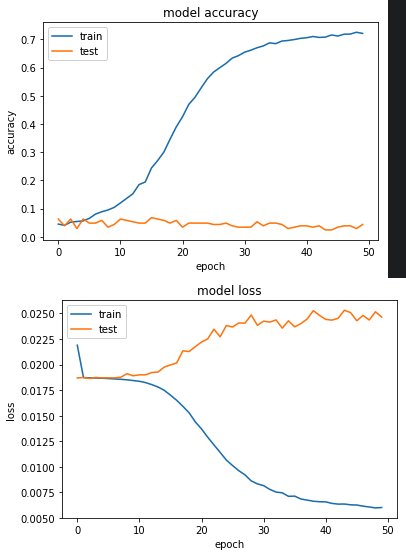 model accuracy
train
test
0.7
0.6
0.5
0.4
0.3
0.2
0.1
0.0
accuracy
0 10 20 30 40 50
epoch
model loss
train
test
0.0250
0.0225
0.0200
0.0175
0.0150
0.0125
0.0100
0.0075
0.0050
loss
0 10 20 30 40 50
epoch